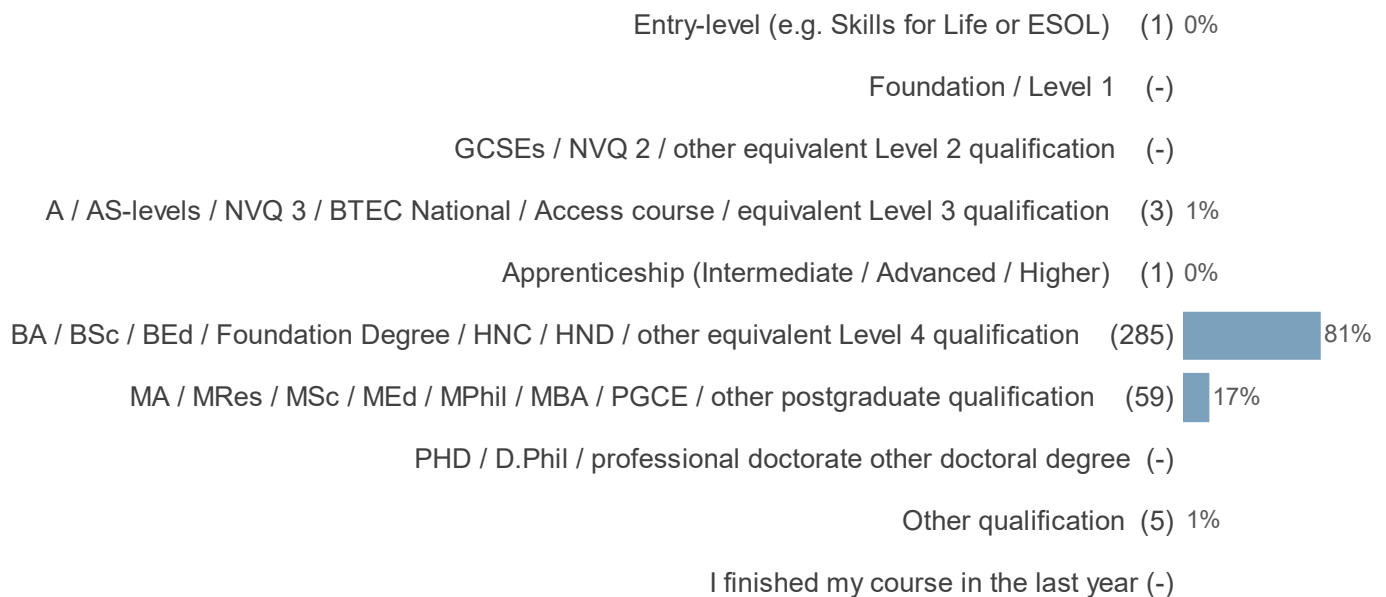 Entry-level (e.g. Skills for Life or ESOL) (1) 0%
Foundation / Level 1 (-)
GCSEs / NVQ 2 / other equivalent Level 2 qualification (-)
A / AS-levels / NVQ 3 / BTEC National / Access course / equivalent Level 3 qualification (3) 1%
Apprenticeship (Intermediate / Advanced / Higher) (1) 0%
BA / BSc / BEd / Foundation Degree / HNC / HND / other equivalent Level 4 qualification (285) 81%
MA / MRes / MSc / MEd / MPhil / MBA / PGCE / other postgraduate qualification (59) 17%
PHD / D.Phil / professional doctorate other doctoral degree (-)
Other qualification (5) 1%
I finished my course in the last year (-)